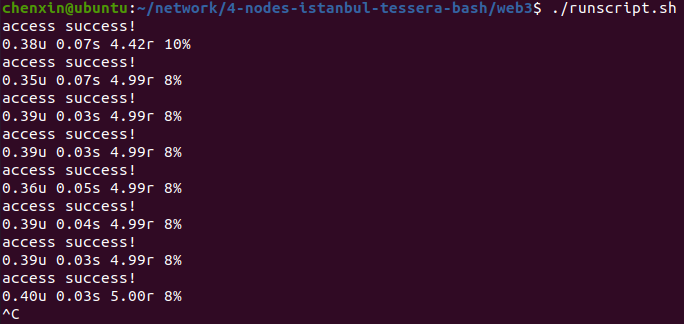 chenxin@ubuntu:~/network/4-nodes-istanbul-tessera-bash/web3$ ./runscript.sh
access success!
0.38u 0.07s 4.42r 10%
access success!
0.35u 0.07s 4.99r 8%
access success!
0.39u 0.03s 4.99r 8%
access success!
0.39u 0.03s 4.99r 8%
access success!
0.36u 0.05s 4.99r 8%
access success!
0.39u 0.04s 4.99r 8%
access success!
0.39u 0.03s 4.99r 8%
access success!
0.40u 0.03s 5.00r 8%
^C